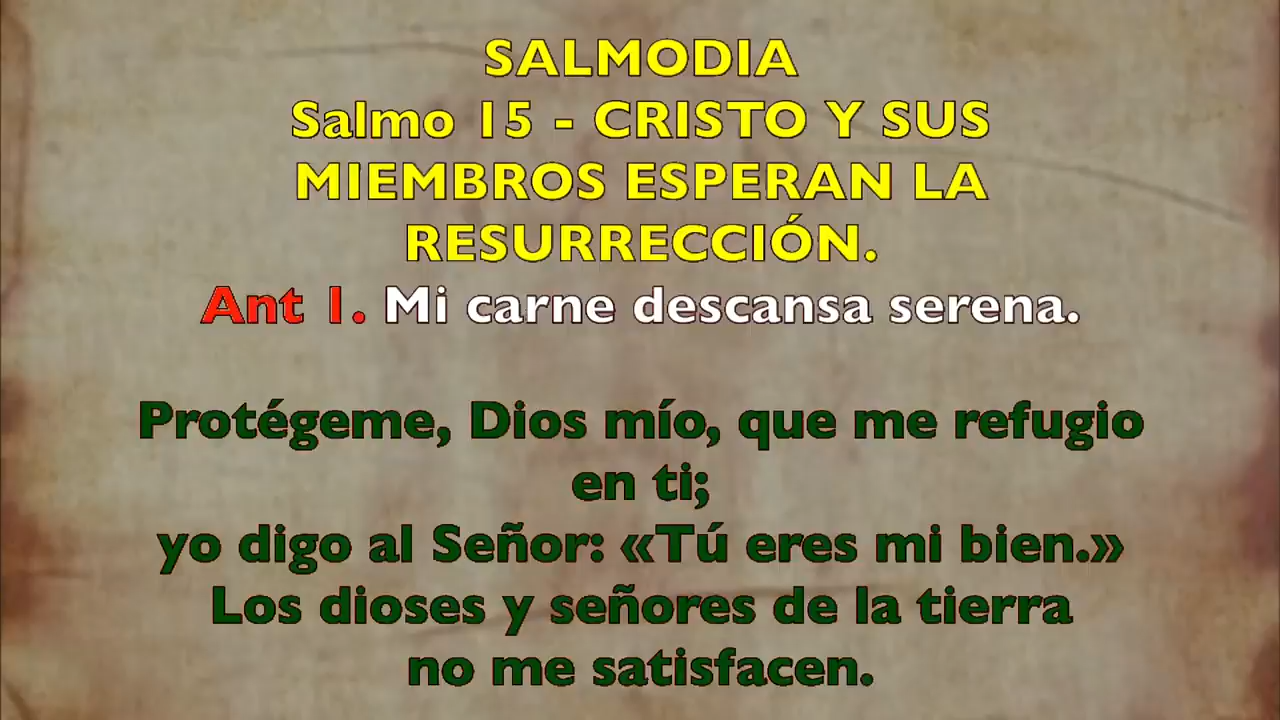 SALMODIA
Salmo 15 - CRISTO Y SUS
MIEMBROS ESPERAN LA
RESURRECCIÓN.
Ant 1. Mi carne descansa serena.
Protégeme, Dios mío, que me refugio
en ti;
yo digo al Señor: «Tú eres mi bien.»
Los dioses y señores de la tierra
no me satisfacen.